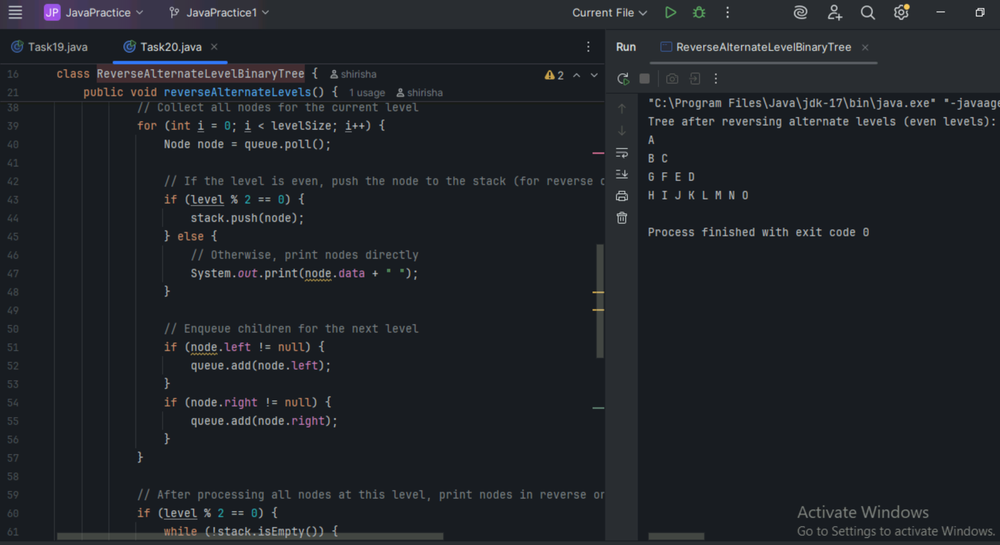 JP JavaPractice JavaPractice1 Current File
Task19.java Task20.java
16 class ReverseAlternateLevelBinaryTree { shirisha 2
21 public void reverseAlternateLevels() { 1 usage shirisha
38 // Collect all nodes for the current level
39 for (int i = 0; i < levelSize; i++) {
40 Node node = queue.poll();
41
42 // If the level is even, push the node to the stack (for reverse
43 if (level % 2 == 0) {
44 stack.push(node);
45 } else {
46 // Otherwise, print nodes directly
47 System.out.print(node.data + " ");
48 }
49
50 // Enqueue children for the next level
51 if (node.left != null) {
52 queue.add(node.left);
53 }
54 if (node.right != null) {
55 queue.add(node.right);
56 }
57 }
58
59 // After processing all nodes at this level, print nodes in reverse
60 if (level % 2 == 0) {
61 while (!stack.isEmpty()) {
Run ReverseAlternateLevelBinaryTree
"C:\Program Files\Java\jdk-17\bin\java.exe" "-javaage
Tree after reversing alternate levels (even levels):
A
B C
G F E D
H I J K L M N O
Process finished with exit code 0
Activate Windows
Go to Settings to activate Windows.